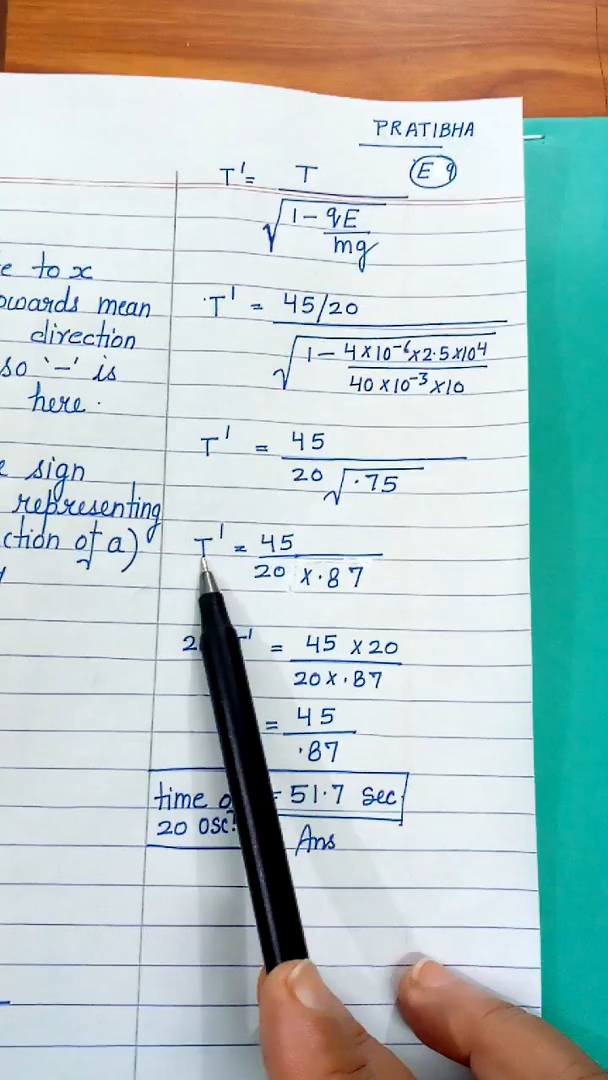 PRATIBHA
E 9
T' = T / √(1 - qE/mg)
e to x
owards mean
direction
so '-' is
here.
T' = 45/20 / √(1 - 4×10⁻⁶×2.5×10⁴ / 40×10⁻³×10)
T' = 45 / 20√.75
e sign
representing
ction of a)
T' = 45 / 20 ×.87
2 ' = 45 ×20 / 20×.87
= 45 / .87
time = 51.7 sec.
20 osc.
Ans